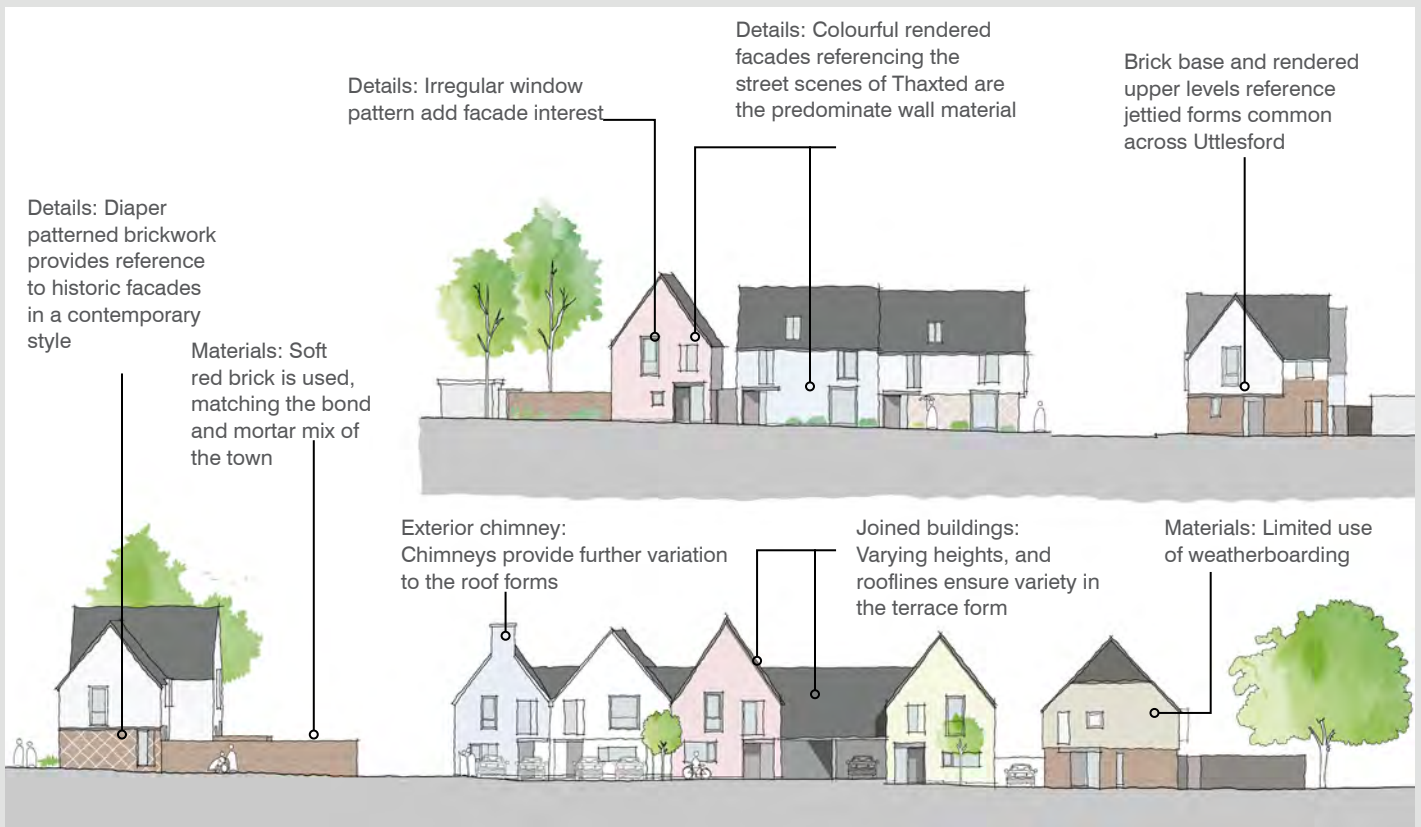 Details: Colourful rendered
facades referencing the
street scenes of Thaxted are
the predominate wall material
Brick base and rendered
upper levels reference
jettied forms common
across Uttlesford
Details: Irregular window
pattern add facade interest
Details: Diaper
patterned brickwork
provides reference
to historic facades
in a contemporary
style
Materials: Soft
red brick is used,
matching the bond
and mortar mix of
the town
Exterior chimney:
Chimneys provide further variation
to the roof forms
Joined buildings:
Varying heights, and
rooflines ensure variety in
the terrace form
Materials: Limited use
of weatherboarding